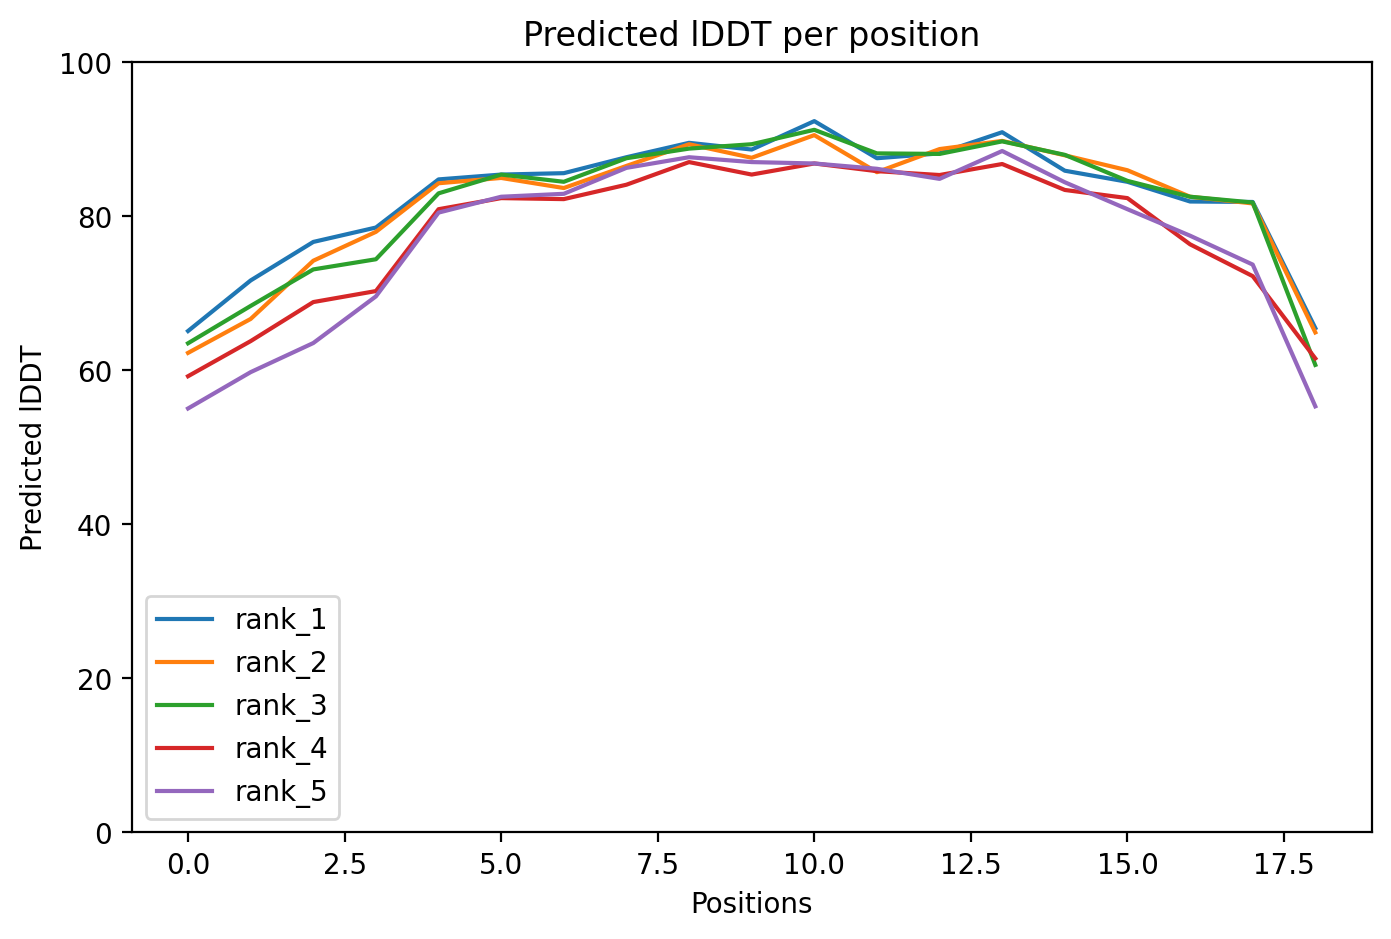 Predicted lDDT per position
100
80
60
40
20
0
Predicted lDDT
rank_1
rank_2
rank_3
rank_4
rank_5
0.0 2.5 5.0 7.5 10.0 12.5 15.0 17.5
Positions